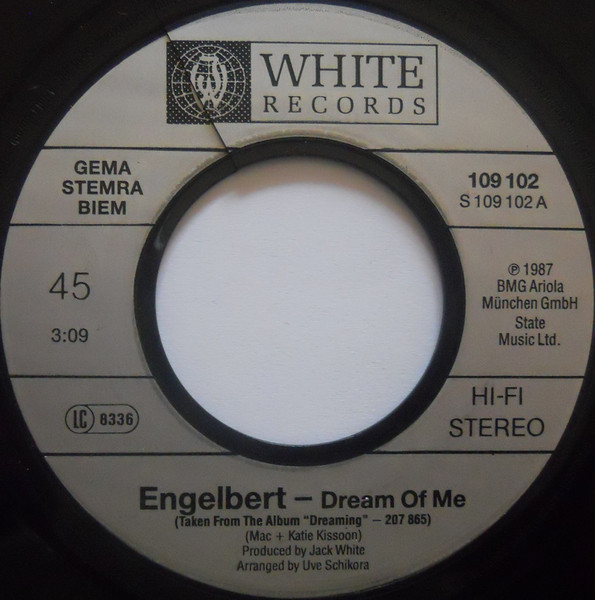 WHITE
RECORDS
GEMA
STEMRA
BIEM
109 102
S 109 102 A
45
3:09
℗ 1987
BMG Ariola
München GmbH
State
Music Ltd.
LC 8336
HI-FI
STEREO
Engelbert – Dream Of Me
(Taken From The Album "Dreaming" – 207 865)
(Mac + Katie Kissoon)
Produced by Jack White
Arranged by Uve Schikora